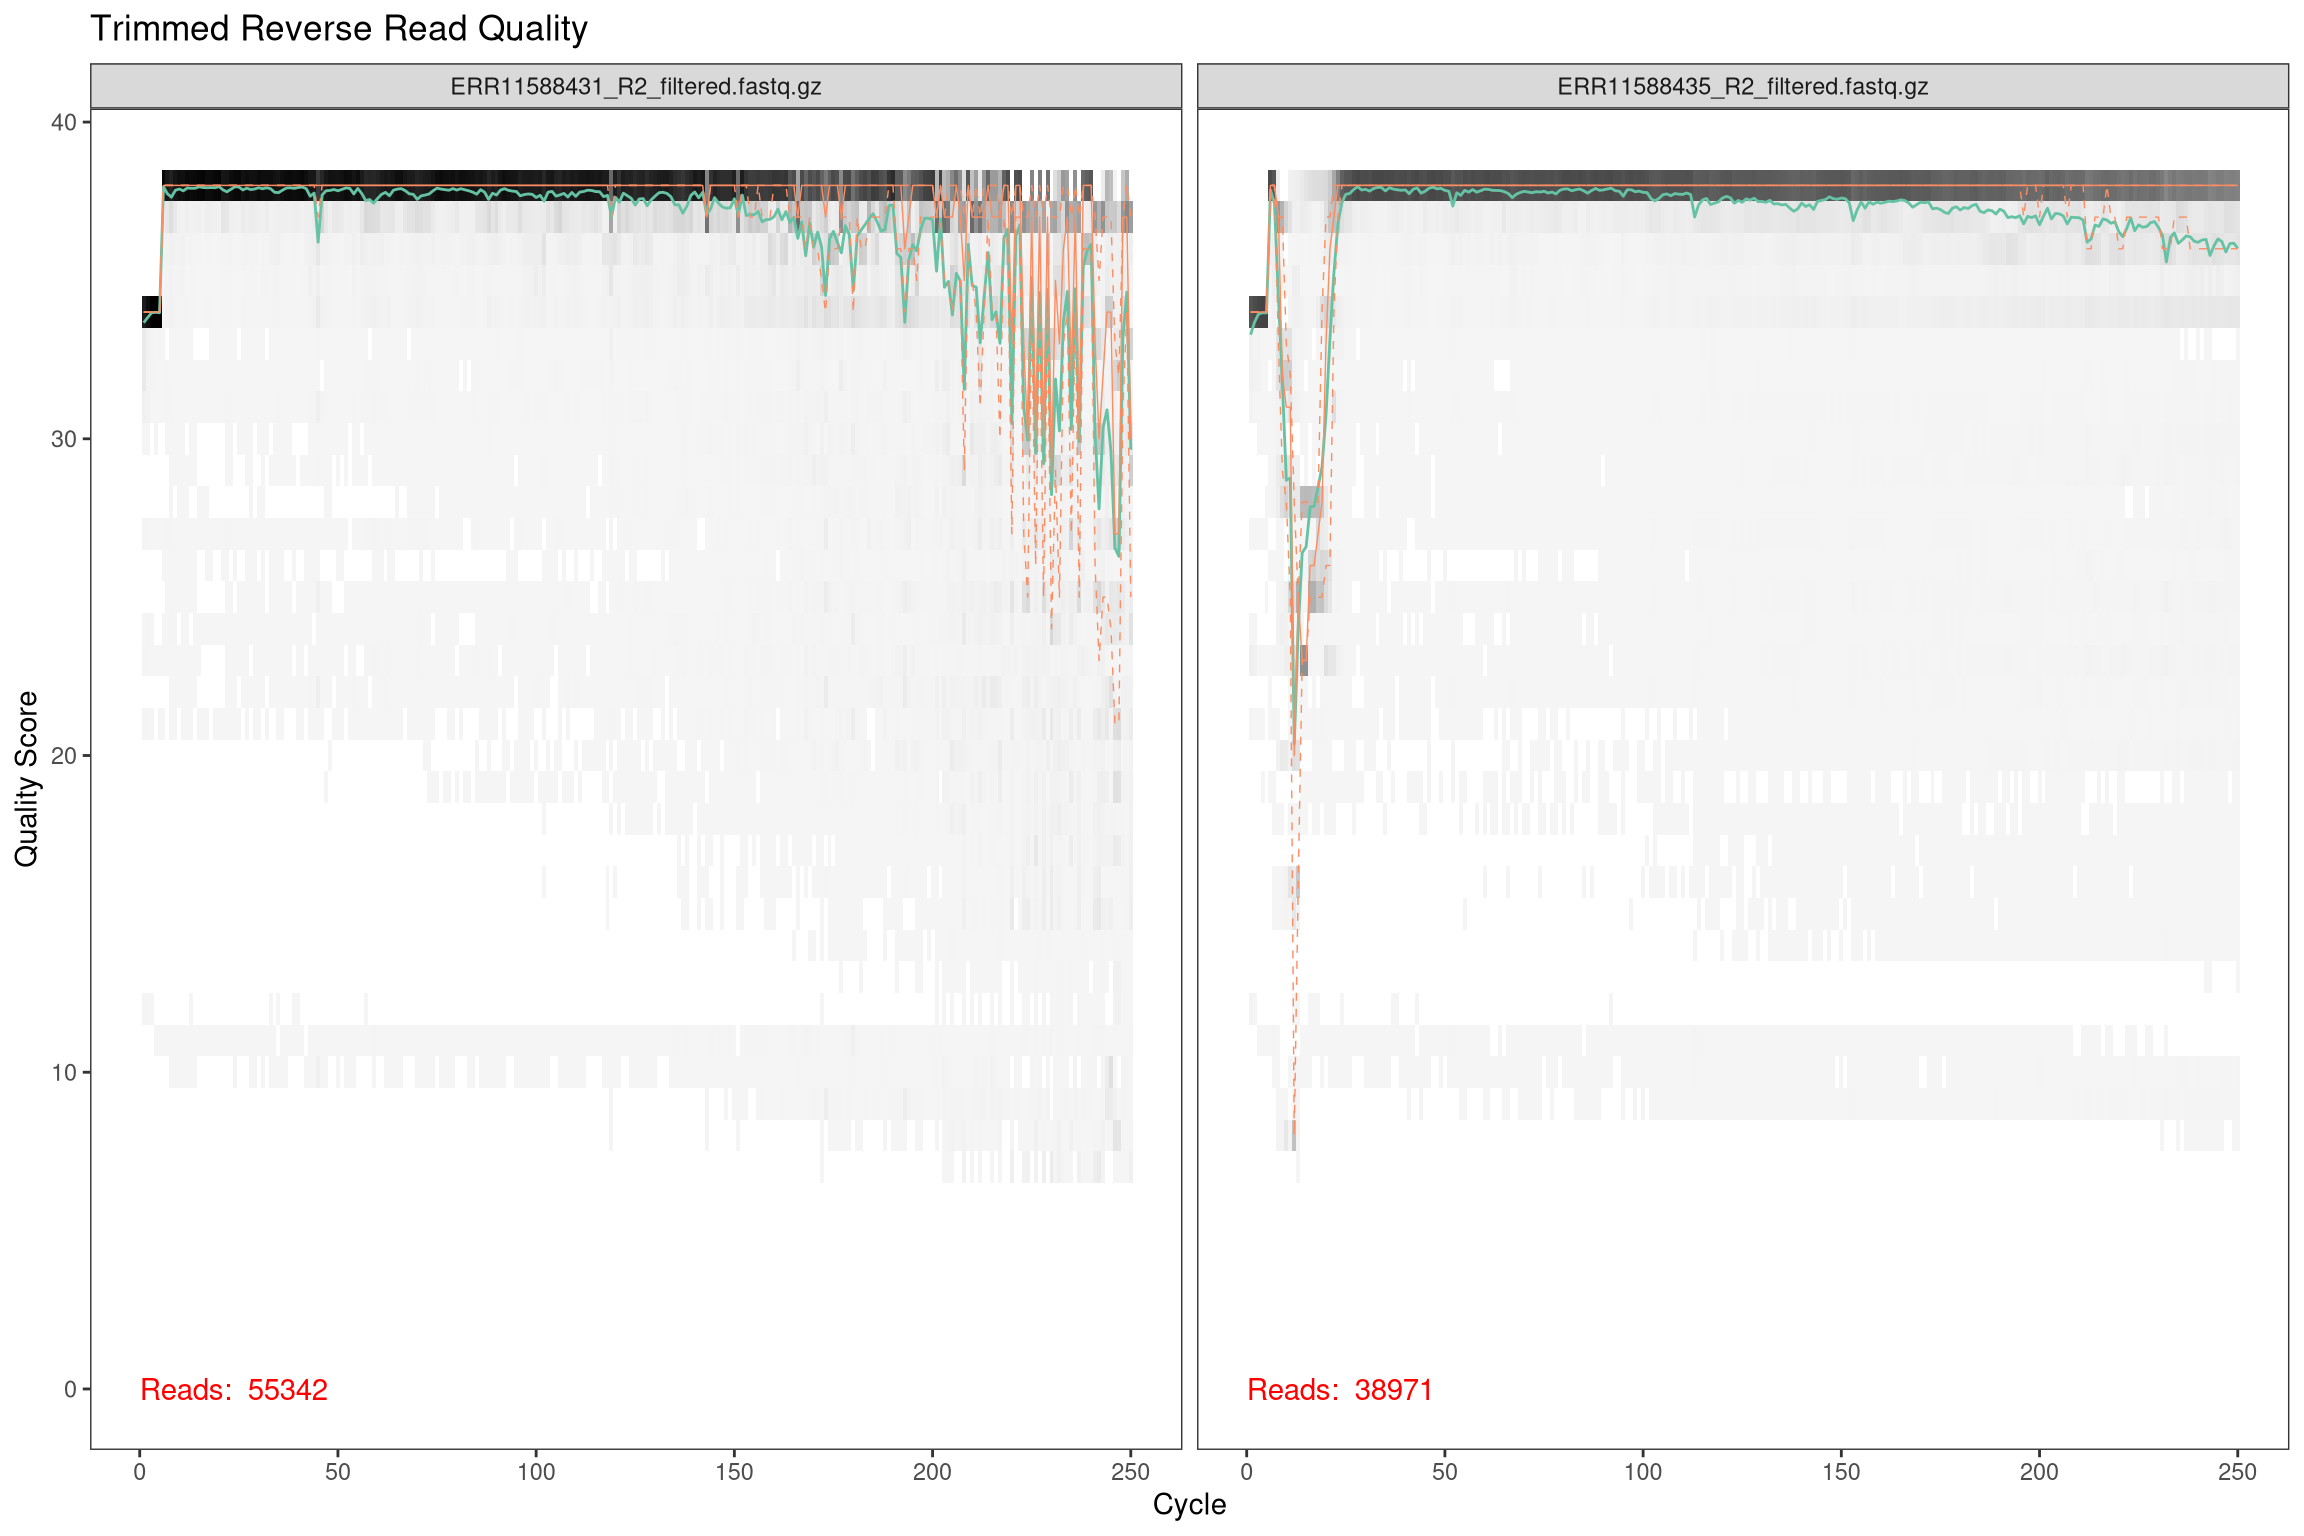 Trimmed Reverse Read Quality
ERR11588431_R2_filtered.fastq.gz
ERR11588435_R2_filtered.fastq.gz
40
30
20
10
0
Quality Score
Reads: 55342
Reads: 38971
0 50 100 150 200 250
0 50 100 150 200 250
Cycle